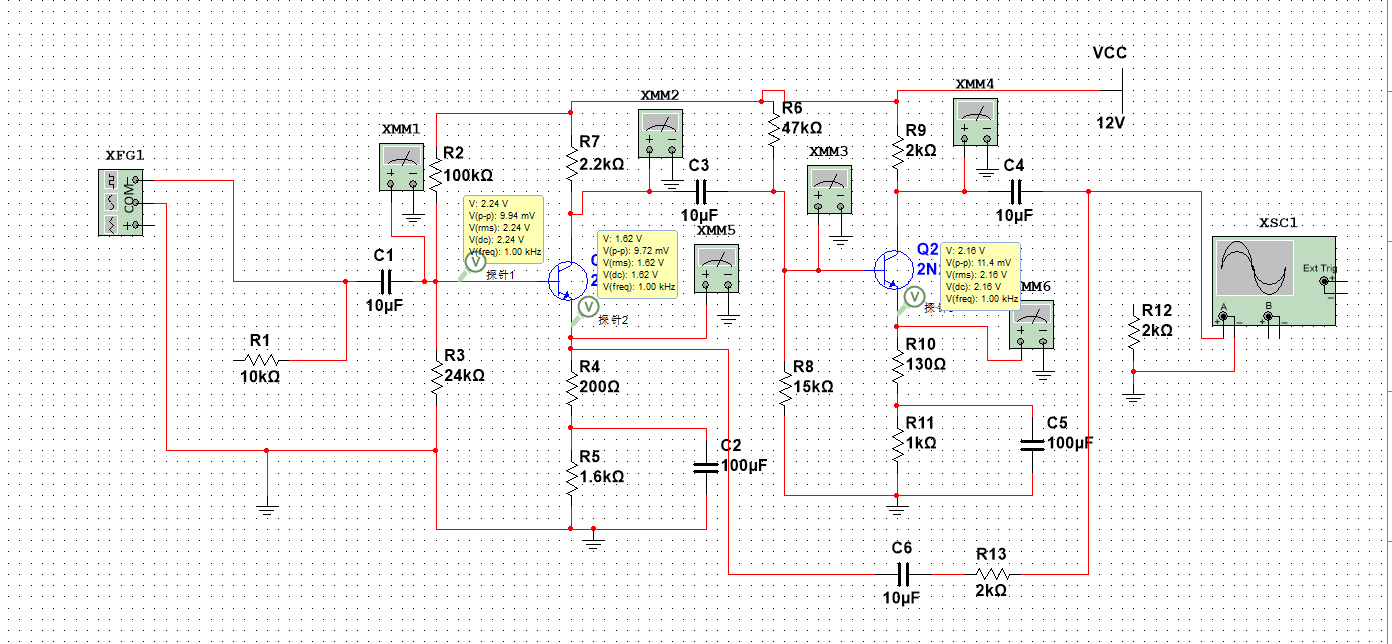 VCC
12V
XMM4
XMM2
XMM1
XMM3
XFG1
COM
R2
100kΩ
R7
2.2kΩ
R6
47kΩ
R9
2kΩ
C3
10µF
C4
10µF
XMM5
XSC1
Ext Trig
A
B
V: 2.24 V
V(p-p): 9.94 mV
V(rms): 2.24 V
V(dc): 2.24 V
V(freq): 1.00 kHz
V
探针1
V: 1.62 V
V(p-p): 9.72 mV
V(rms): 1.62 V
V(dc): 1.62 V
V(freq): 1.00 kHz
V
探针2
Q2
V: 2.16 V
V(p-p): 11.4 mV
V(rms): 2.16 V
V(dc): 2.16 V
V(freq): 1.00 kHz
V
C1
10µF
R1
10kΩ
R3
24kΩ
R4
200Ω
R5
1.6kΩ
C2
100µF
R8
15kΩ
R10
130Ω
R11
1kΩ
C5
100µF
R12
2kΩ
C6
10µF
R13
2kΩ